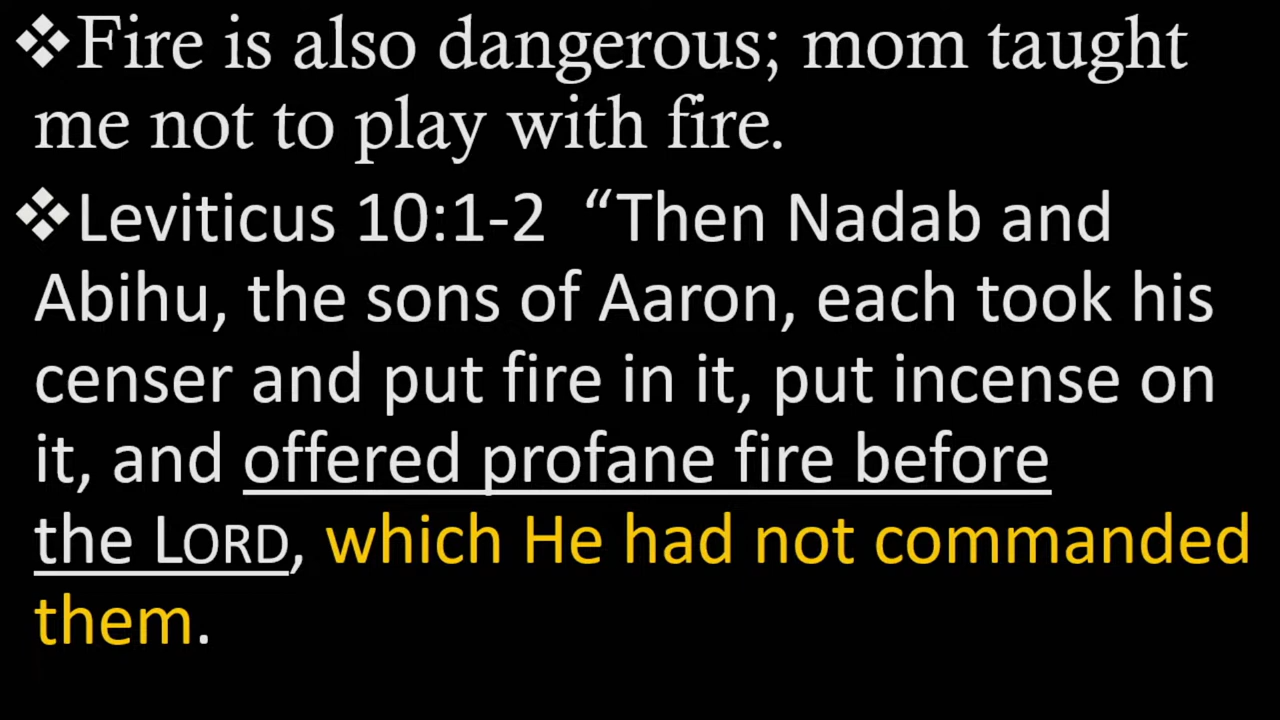 ❖Fire is also dangerous; mom taught
me not to play with fire.
❖Leviticus 10:1-2 “Then Nadab and
Abihu, the sons of Aaron, each took his
censer and put fire in it, put incense on
it, and offered profane fire before
the LORD, which He had not commanded
them.